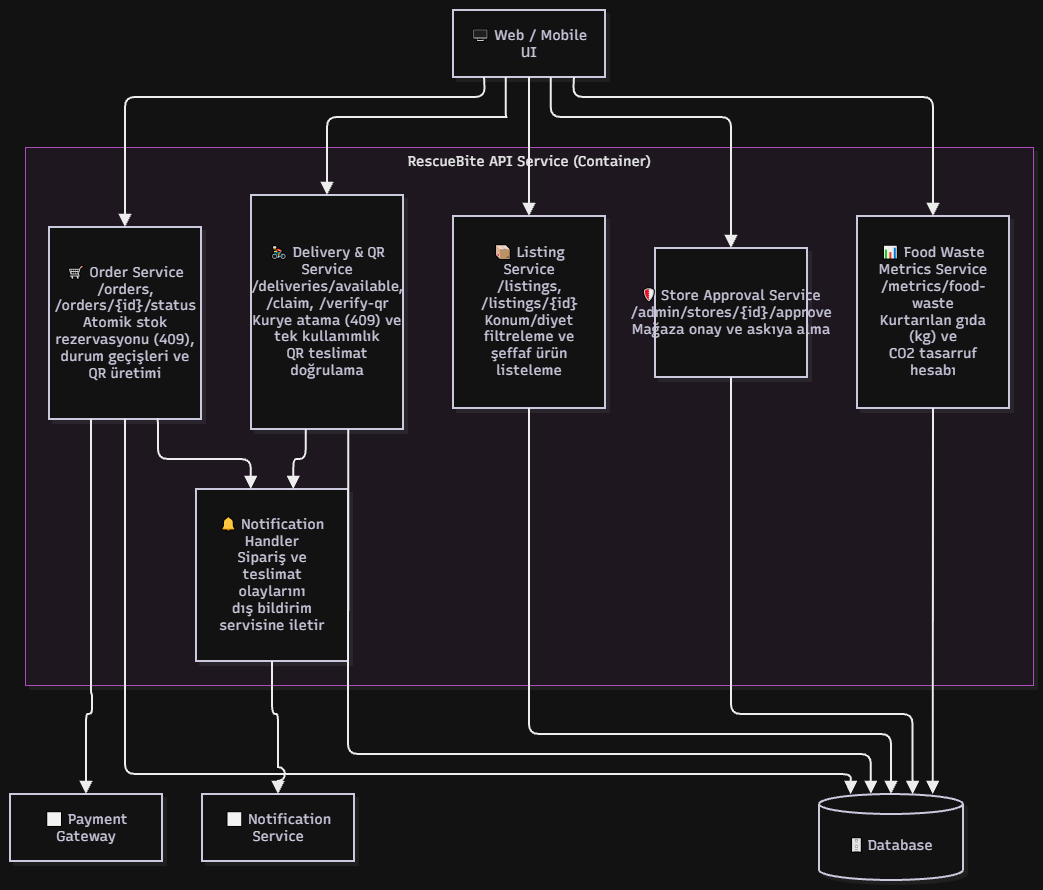 Web / Mobile
UI
RescueBite API Service (Container)
Order Service
/orders,
/orders/{id}/status
Atomik stok
rezervasyonu (409),
durum geçişleri ve
QR üretimi
Delivery & QR
Service
/deliveries/available,
/claim, /verify-qr
Kurye atama (409) ve
tek kullanımlık
QR teslimat
doğrulama
Listing
Service
/listings,
/listings/{id}
Konum/diyet
filtreleme ve
şeffaf ürün
listeleme
Store Approval Service
/admin/stores/{id}/approve
Mağaza onay ve askıya alma
Food Waste
Metrics Service
/metrics/food-
waste
Kurtarılan gıda
(kg) ve
CO2 tasarruf
hesabı
Notification
Handler
Sipariş ve
teslimat
olaylarını
dış bildirim
servisine iletir
Payment
Gateway
Notification
Service
Database